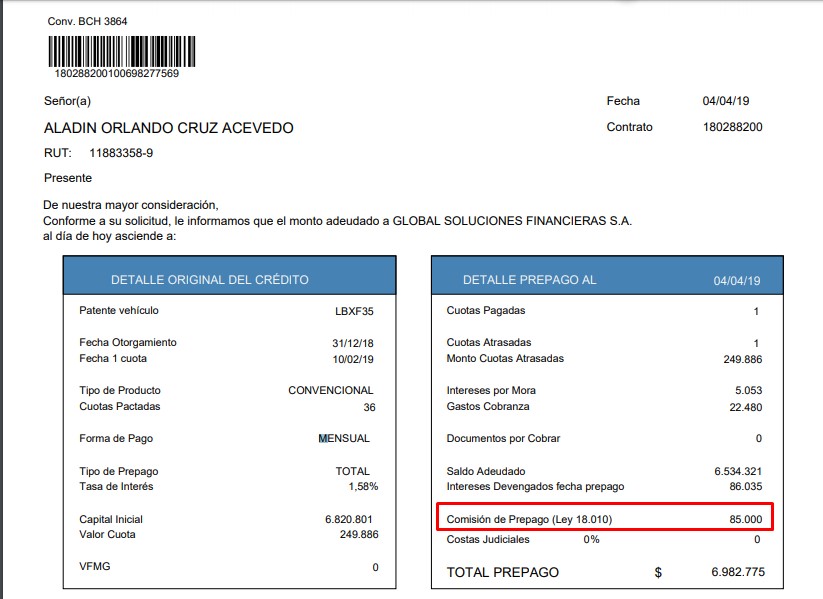 Conv. BCH 3864
180288200100698277569
Señor(a)
Fecha 04/04/19
ALADIN ORLANDO CRUZ ACEVEDO
Contrato 180288200
RUT: 11883358-9
Presente
De nuestra mayor consideración,
Conforme a su solicitud, le informamos que el monto adeudado a GLOBAL SOLUCIONES FINANCIERAS S.A.
al día de hoy asciende a:
DETALLE ORIGINAL DEL CRÉDITO
Patente vehículo LBXF35
Fecha Otorgamiento 31/12/18
Fecha 1 cuota 10/02/19
Tipo de Producto CONVENCIONAL
Cuotas Pactadas 36
Forma de Pago MENSUAL
Tipo de Prepago TOTAL
Tasa de Interés 1,58%
Capital Inicial 6.820.801
Valor Cuota 249.886
VFMG 0
DETALLE PREPAGO AL 04/04/19
Cuotas Pagadas 1
Cuotas Atrasadas 1
Monto Cuotas Atrasadas 249.886
Intereses por Mora 5.053
Gastos Cobranza 22.480
Documentos por Cobrar 0
Saldo Adeudado 6.534.321
Intereses Devengados fecha prepago 86.035
Comisión de Prepago (Ley 18.010) 85.000
Costas Judiciales 0% 0
TOTAL PREPAGO $ 6.982.775